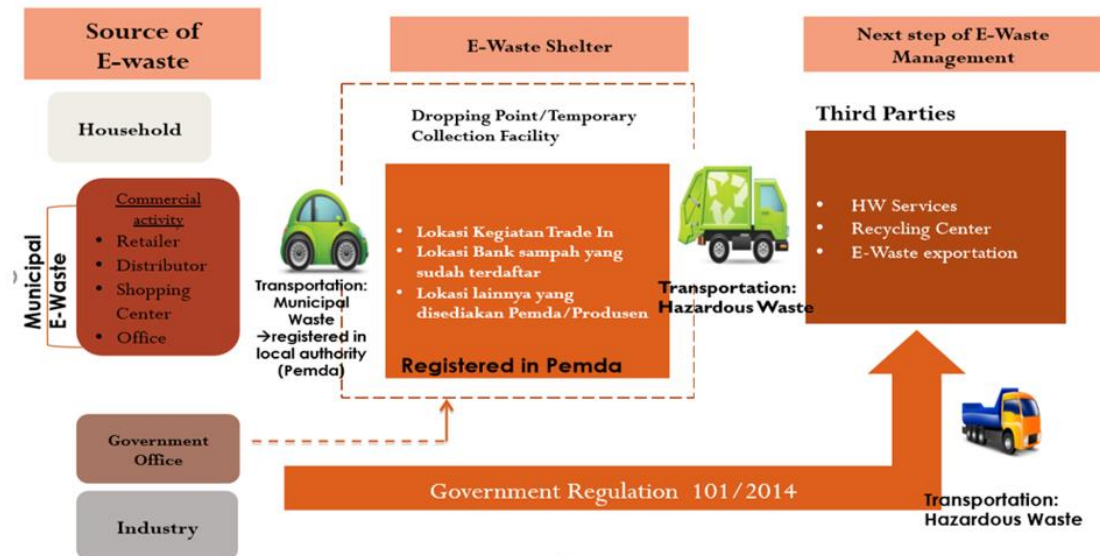 Source of
E-waste
E-Waste Shelter
Next step of E-Waste
Management
Household
Municipal
E-Waste
Commercial
activity
• Retailer
• Distributor
• Shopping
Center
• Office
Government
Office
Industry
Transportation:
Municipal
Waste
→registered in
local authority
(Pemda)
Dropping Point/Temporary
Collection Facility
• Lokasi Kegiatan Trade In
• Lokasi Bank sampah yang
sudah terdaftar
• Lokasi lainnya yang
disediakan Pemda/Produsen
Registered in Pemda
Transportation:
Hazardous Waste
Third Parties
• HW Services
• Recycling Center
• E-Waste exportation
Government Regulation 101/2014
Transportation:
Hazardous Waste